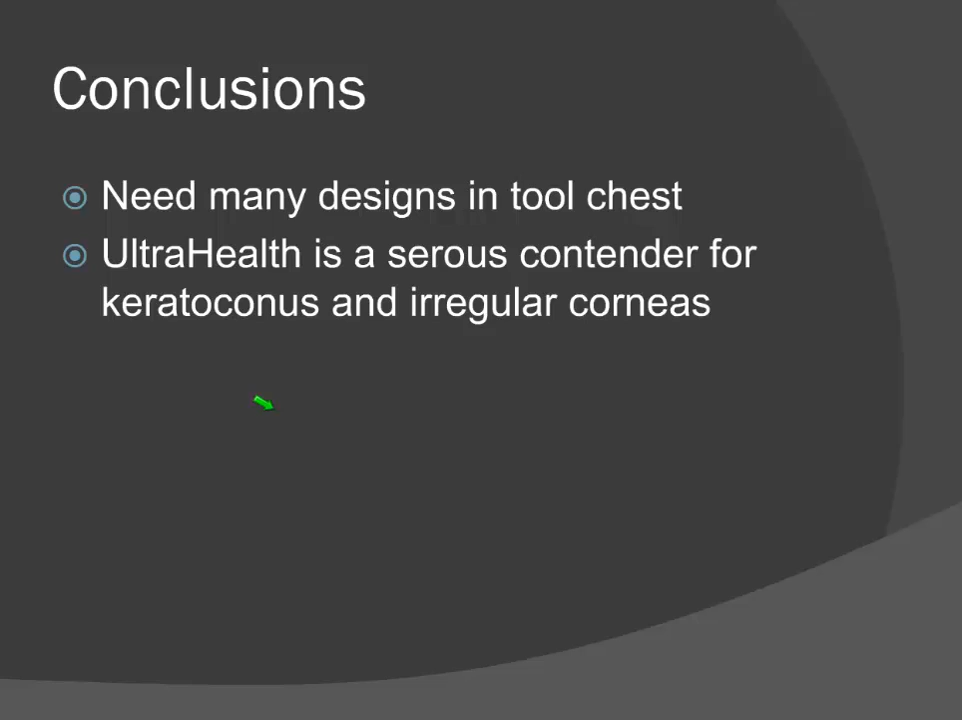 Conclusions
Need many designs in tool chest
UltraHealth is a serous contender for
keratoconus and irregular corneas